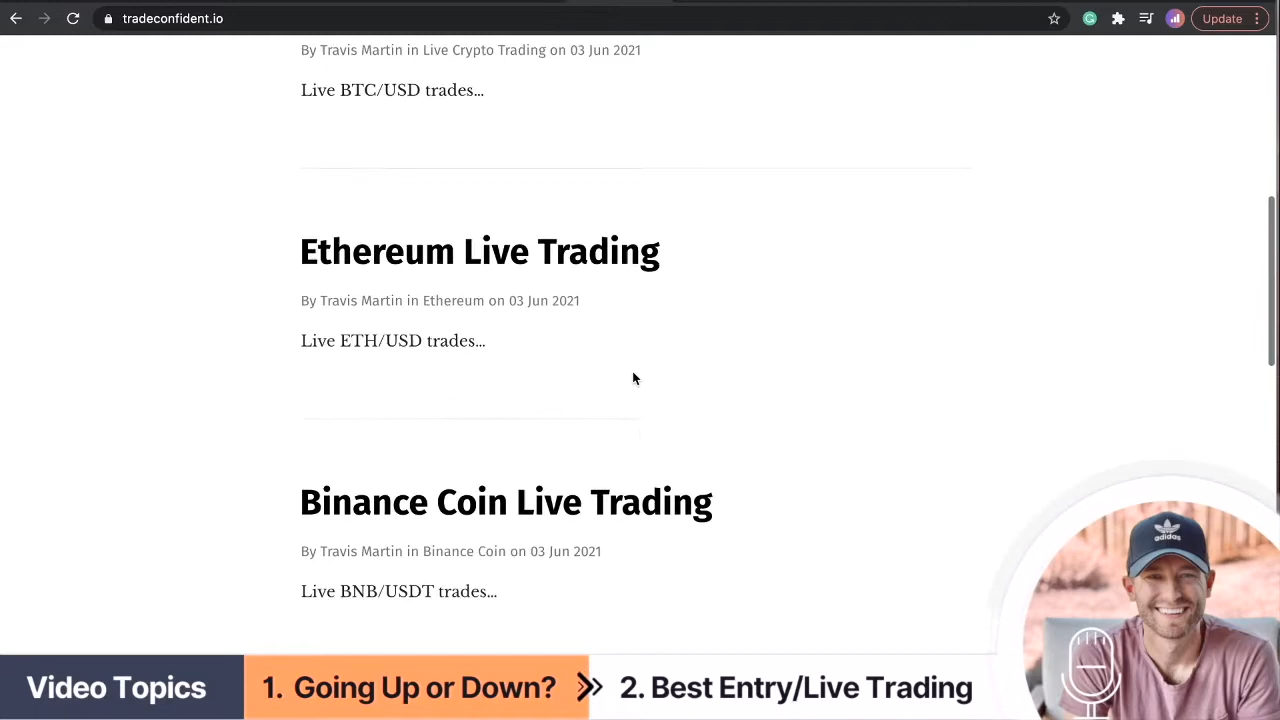 tradeconfident.io
Update
By Travis Martin in Live Crypto Trading on 03 Jun 2021
Live BTC/USD trades...
Ethereum Live Trading
By Travis Martin in Ethereum on 03 Jun 2021
Live ETH/USD trades...
Binance Coin Live Trading
By Travis Martin in Binance Coin on 03 Jun 2021
Live BNB/USDT trades...
adidas
Video Topics
1. Going Up or Down?
2. Best Entry/Live Trading